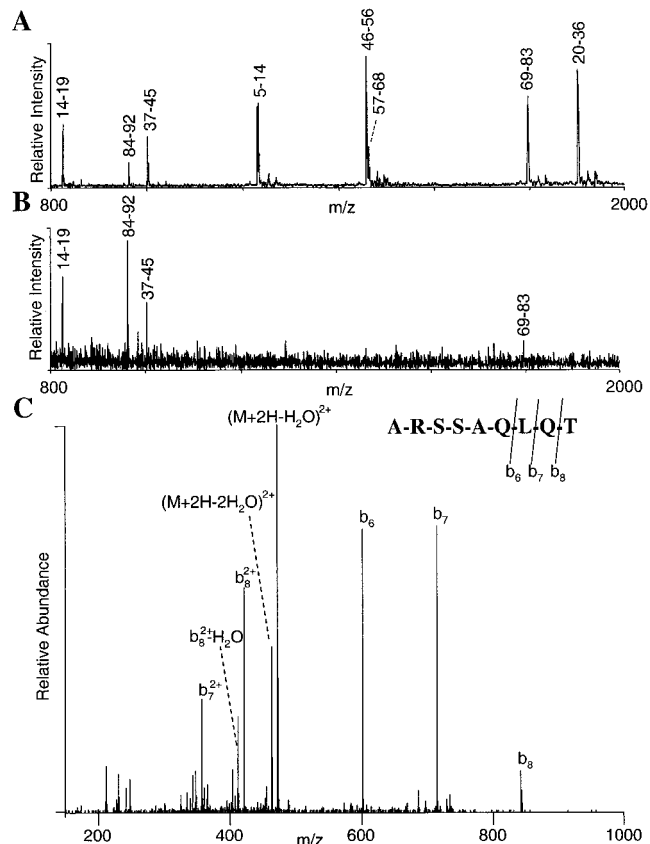 A
Relative Intensity
14-19
84-92
37-45
5-14
46-56
57-68
69-83
20-36
800
m/z
2000
B
Relative Intensity
14-19
84-92
37-45
69-83
800
m/z
2000
C
Relative Abundance
(M+2H-H₂O)²⁺
A-R-S-S-A-Q-L-Q-T
b₆ b₇ b₈
(M+2H-2H₂O)²⁺
b₈²⁺
b₈²⁺-H₂O
b₇²⁺
b₆
b₇
b₈
200
400
600
800
1000
m/z